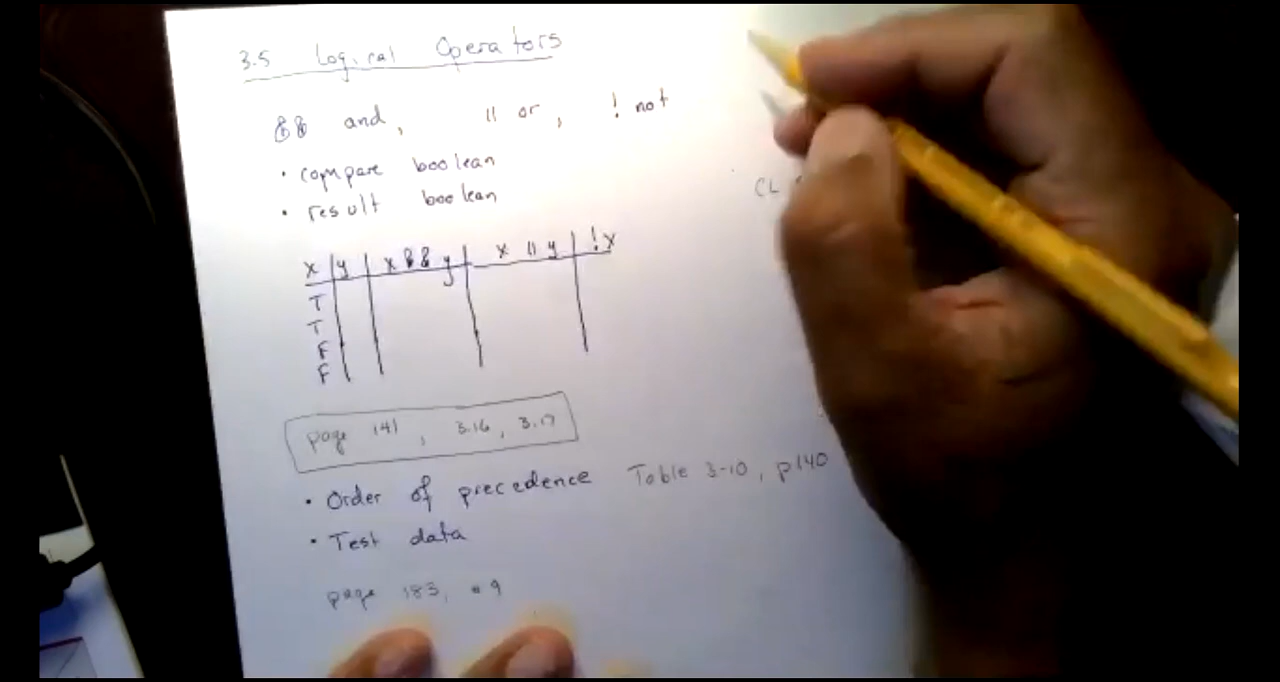 3.5 Logical Operators
&& and, || or, ! not
• compare boolean
• result boolean
CL
x y x && y x || y !x
T
T
F
F
page 141, 3.16, 3.17
• Order of precedence Table 3-10, p140
• Test data
page 183, #9